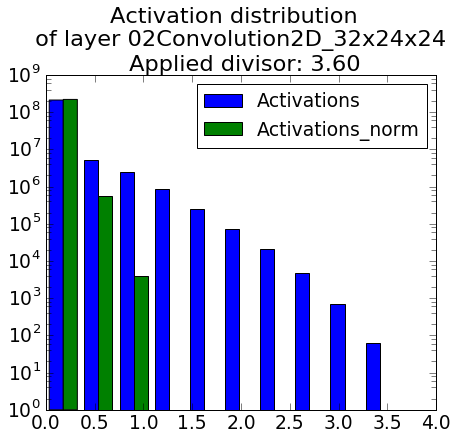 Activation distribution
of layer 02Convolution2D_32x24x24
Applied divisor: 3.60
Activations
Activations_norm
10^9
10^8
10^7
10^6
10^5
10^4
10^3
10^2
10^1
10^0
0.0 0.5 1.0 1.5 2.0 2.5 3.0 3.5 4.0